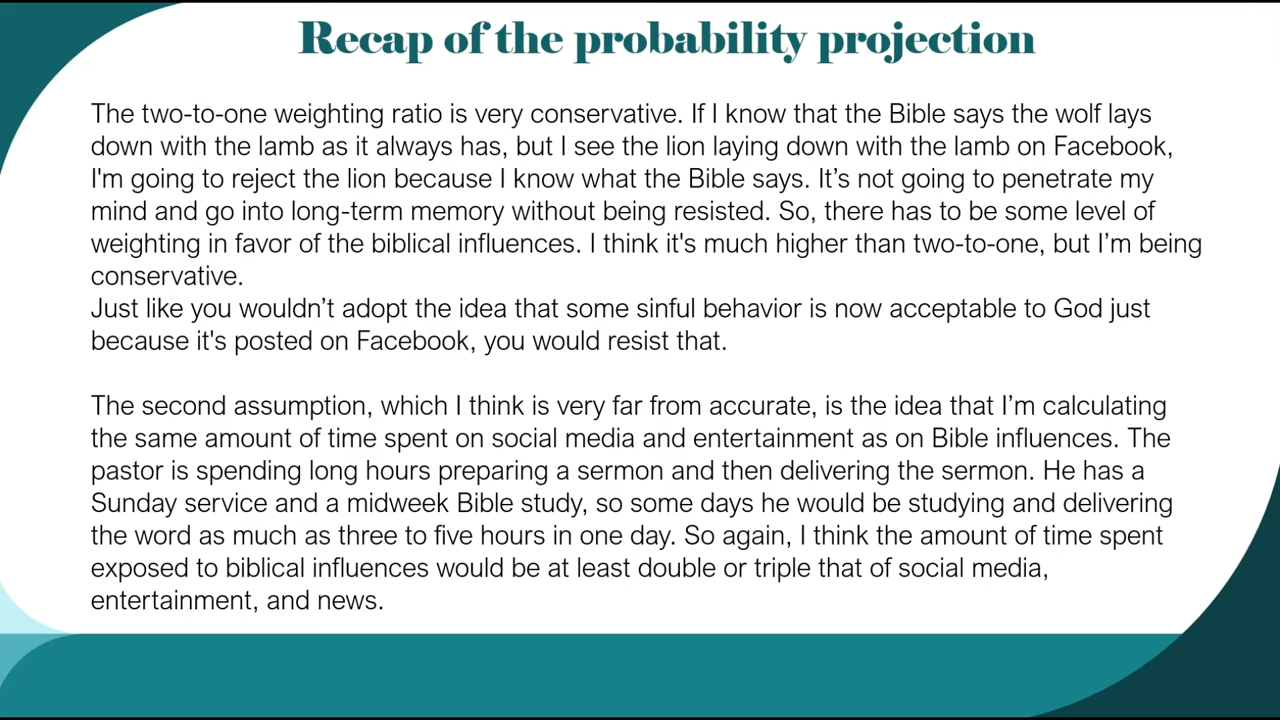 Recap of the probability projection
The two-to-one weighting ratio is very conservative. If I know that the Bible says the wolf lays
down with the lamb as it always has, but I see the lion laying down with the lamb on Facebook,
I'm going to reject the lion because I know what the Bible says. It’s not going to penetrate my
mind and go into long-term memory without being resisted. So, there has to be some level of
weighting in favor of the biblical influences. I think it's much higher than two-to-one, but I’m being
conservative.
Just like you wouldn’t adopt the idea that some sinful behavior is now acceptable to God just
because it's posted on Facebook, you would resist that.
The second assumption, which I think is very far from accurate, is the idea that I’m calculating
the same amount of time spent on social media and entertainment as on Bible influences. The
pastor is spending long hours preparing a sermon and then delivering the sermon. He has a
Sunday service and a midweek Bible study, so some days he would be studying and delivering
the word as much as three to five hours in one day. So again, I think the amount of time spent
exposed to biblical influences would be at least double or triple that of social media,
entertainment, and news.